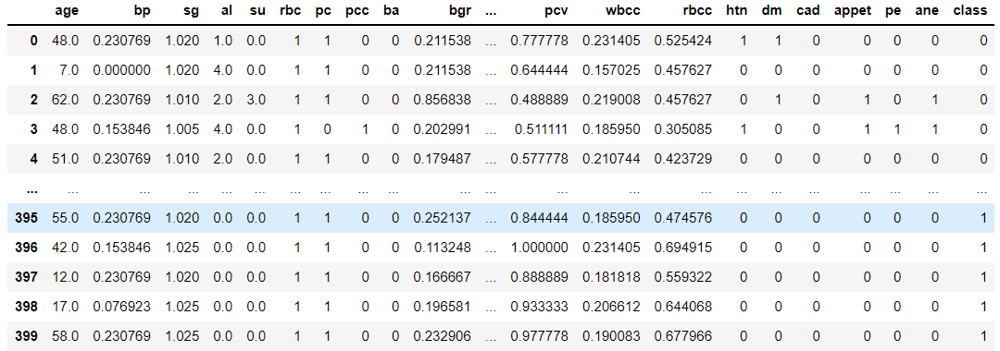 age bp sg al su rbc pc pcc ba bgr ... pcv wbcc rbcc htn dm cad appet pe ane class
0 48.0 0.230769 1.020 1.0 0.0 1 1 0 0 0.211538 ... 0.777778 0.231405 0.525424 1 1 0 0 0 0 0
1 7.0 0.000000 1.020 4.0 0.0 1 1 0 0 0.211538 ... 0.644444 0.157025 0.457627 0 0 0 0 0 0 0
2 62.0 0.230769 1.010 2.0 3.0 1 1 0 0 0.856838 ... 0.488889 0.219008 0.457627 0 1 0 1 0 1 0
3 48.0 0.153846 1.005 4.0 0.0 1 0 1 0 0.202991 ... 0.511111 0.185950 0.305085 1 0 0 1 1 1 0
4 51.0 0.230769 1.010 2.0 0.0 1 1 0 0 0.179487 ... 0.577778 0.210744 0.423729 0 0 0 0 0 0 0
... ... ... ... ... ... ... ... ... ... ... ... ... ... ... ... ... ... ... ... ... ...
395 55.0 0.230769 1.020 0.0 0.0 1 1 0 0 0.252137 ... 0.844444 0.185950 0.474576 0 0 0 0 0 0 1
396 42.0 0.153846 1.025 0.0 0.0 1 1 0 0 0.113248 ... 1.000000 0.231405 0.694915 0 0 0 0 0 0 1
397 12.0 0.230769 1.020 0.0 0.0 1 1 0 0 0.166667 ... 0.888889 0.181818 0.559322 0 0 0 0 0 0 1
398 17.0 0.076923 1.025 0.0 0.0 1 1 0 0 0.196581 ... 0.933333 0.206612 0.644068 0 0 0 0 0 0 1
399 58.0 0.230769 1.025 0.0 0.0 1 1 0 0 0.232906 ... 0.977778 0.190083 0.677966 0 0 0 0 0 0 1